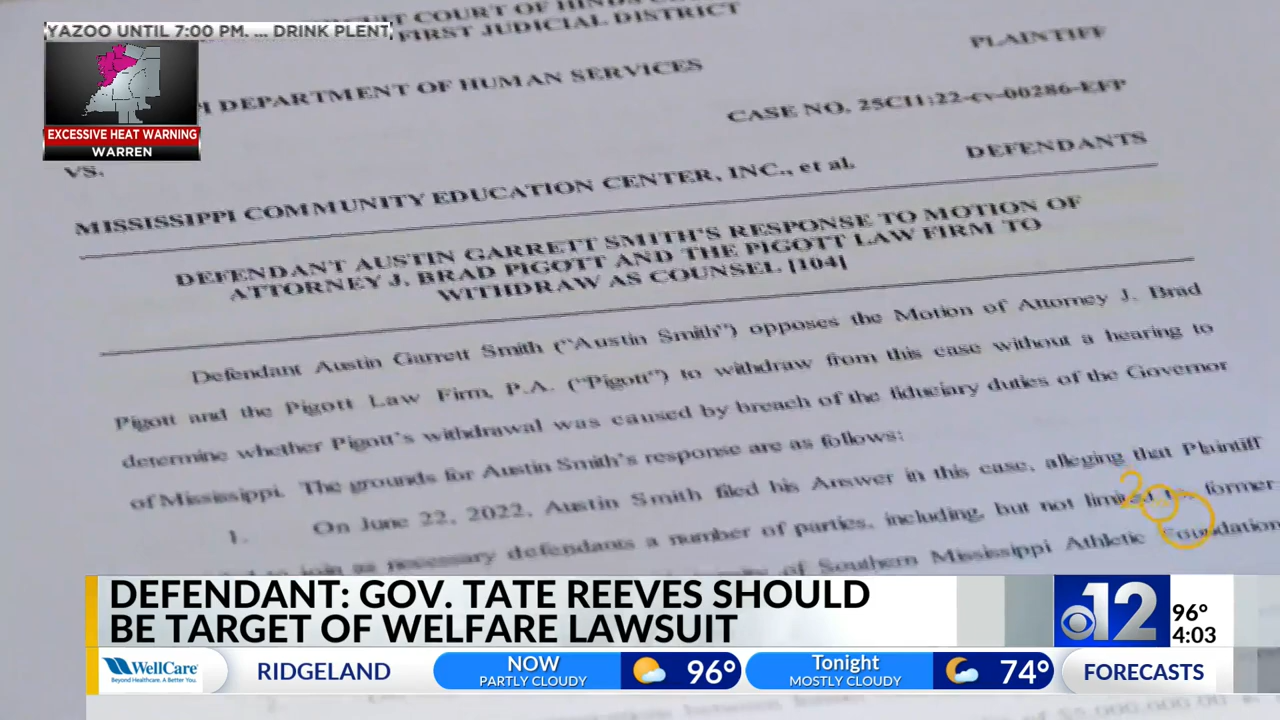 YAZOO UNTIL 7:00 PM. ... DRINK PLENT
EXCESSIVE HEAT WARNING
WARREN
COURT OF
FIRST JUDICIAL DISTRICT
PLAINTIFF
DEPARTMENT OF HUMAN SERVICES
CASE NO. 25CI1:22-cv-00286-EFP
VS.
DEFENDANTS
MISSISSIPPI COMMUNITY EDUCATION CENTER, INC., et al.
DEFENDANT AUSTIN GARRETT SMITH'S RESPONSE TO MOTION OF
ATTORNEY J. BRAD PIGOTT AND THE PIGOTT LAW FIRM TO
WITHDRAW AS COUNSEL [104]
Defendant Austin Garrett Smith ("Austin Smith") opposes the Motion of Attorney J. Brad
Pigott and the Pigott Law Firm, P.A. ("Pigott") to withdraw from this case without a hearing to
determine whether Pigott's withdrawal was caused by breach of the fiduciary duties of the Governor
of Mississippi. The grounds for Austin Smith's response are as follows:
1. On June 22, 2022, Austin Smith filed his Answer in this case, alleging that Plaintiff
to join as necessary defendants a number of parties, including, but not limited to former
of Southern Mississippi Athletic Foundation
DEFENDANT: GOV. TATE REEVES SHOULD
BE TARGET OF WELFARE LAWSUIT
12
96°
4:03
WellCare
Beyond Healthcare. A Better You.
RIDGELAND
NOW
PARTLY CLOUDY
96°
Tonight
MOSTLY CLOUDY
74°
FORECASTS